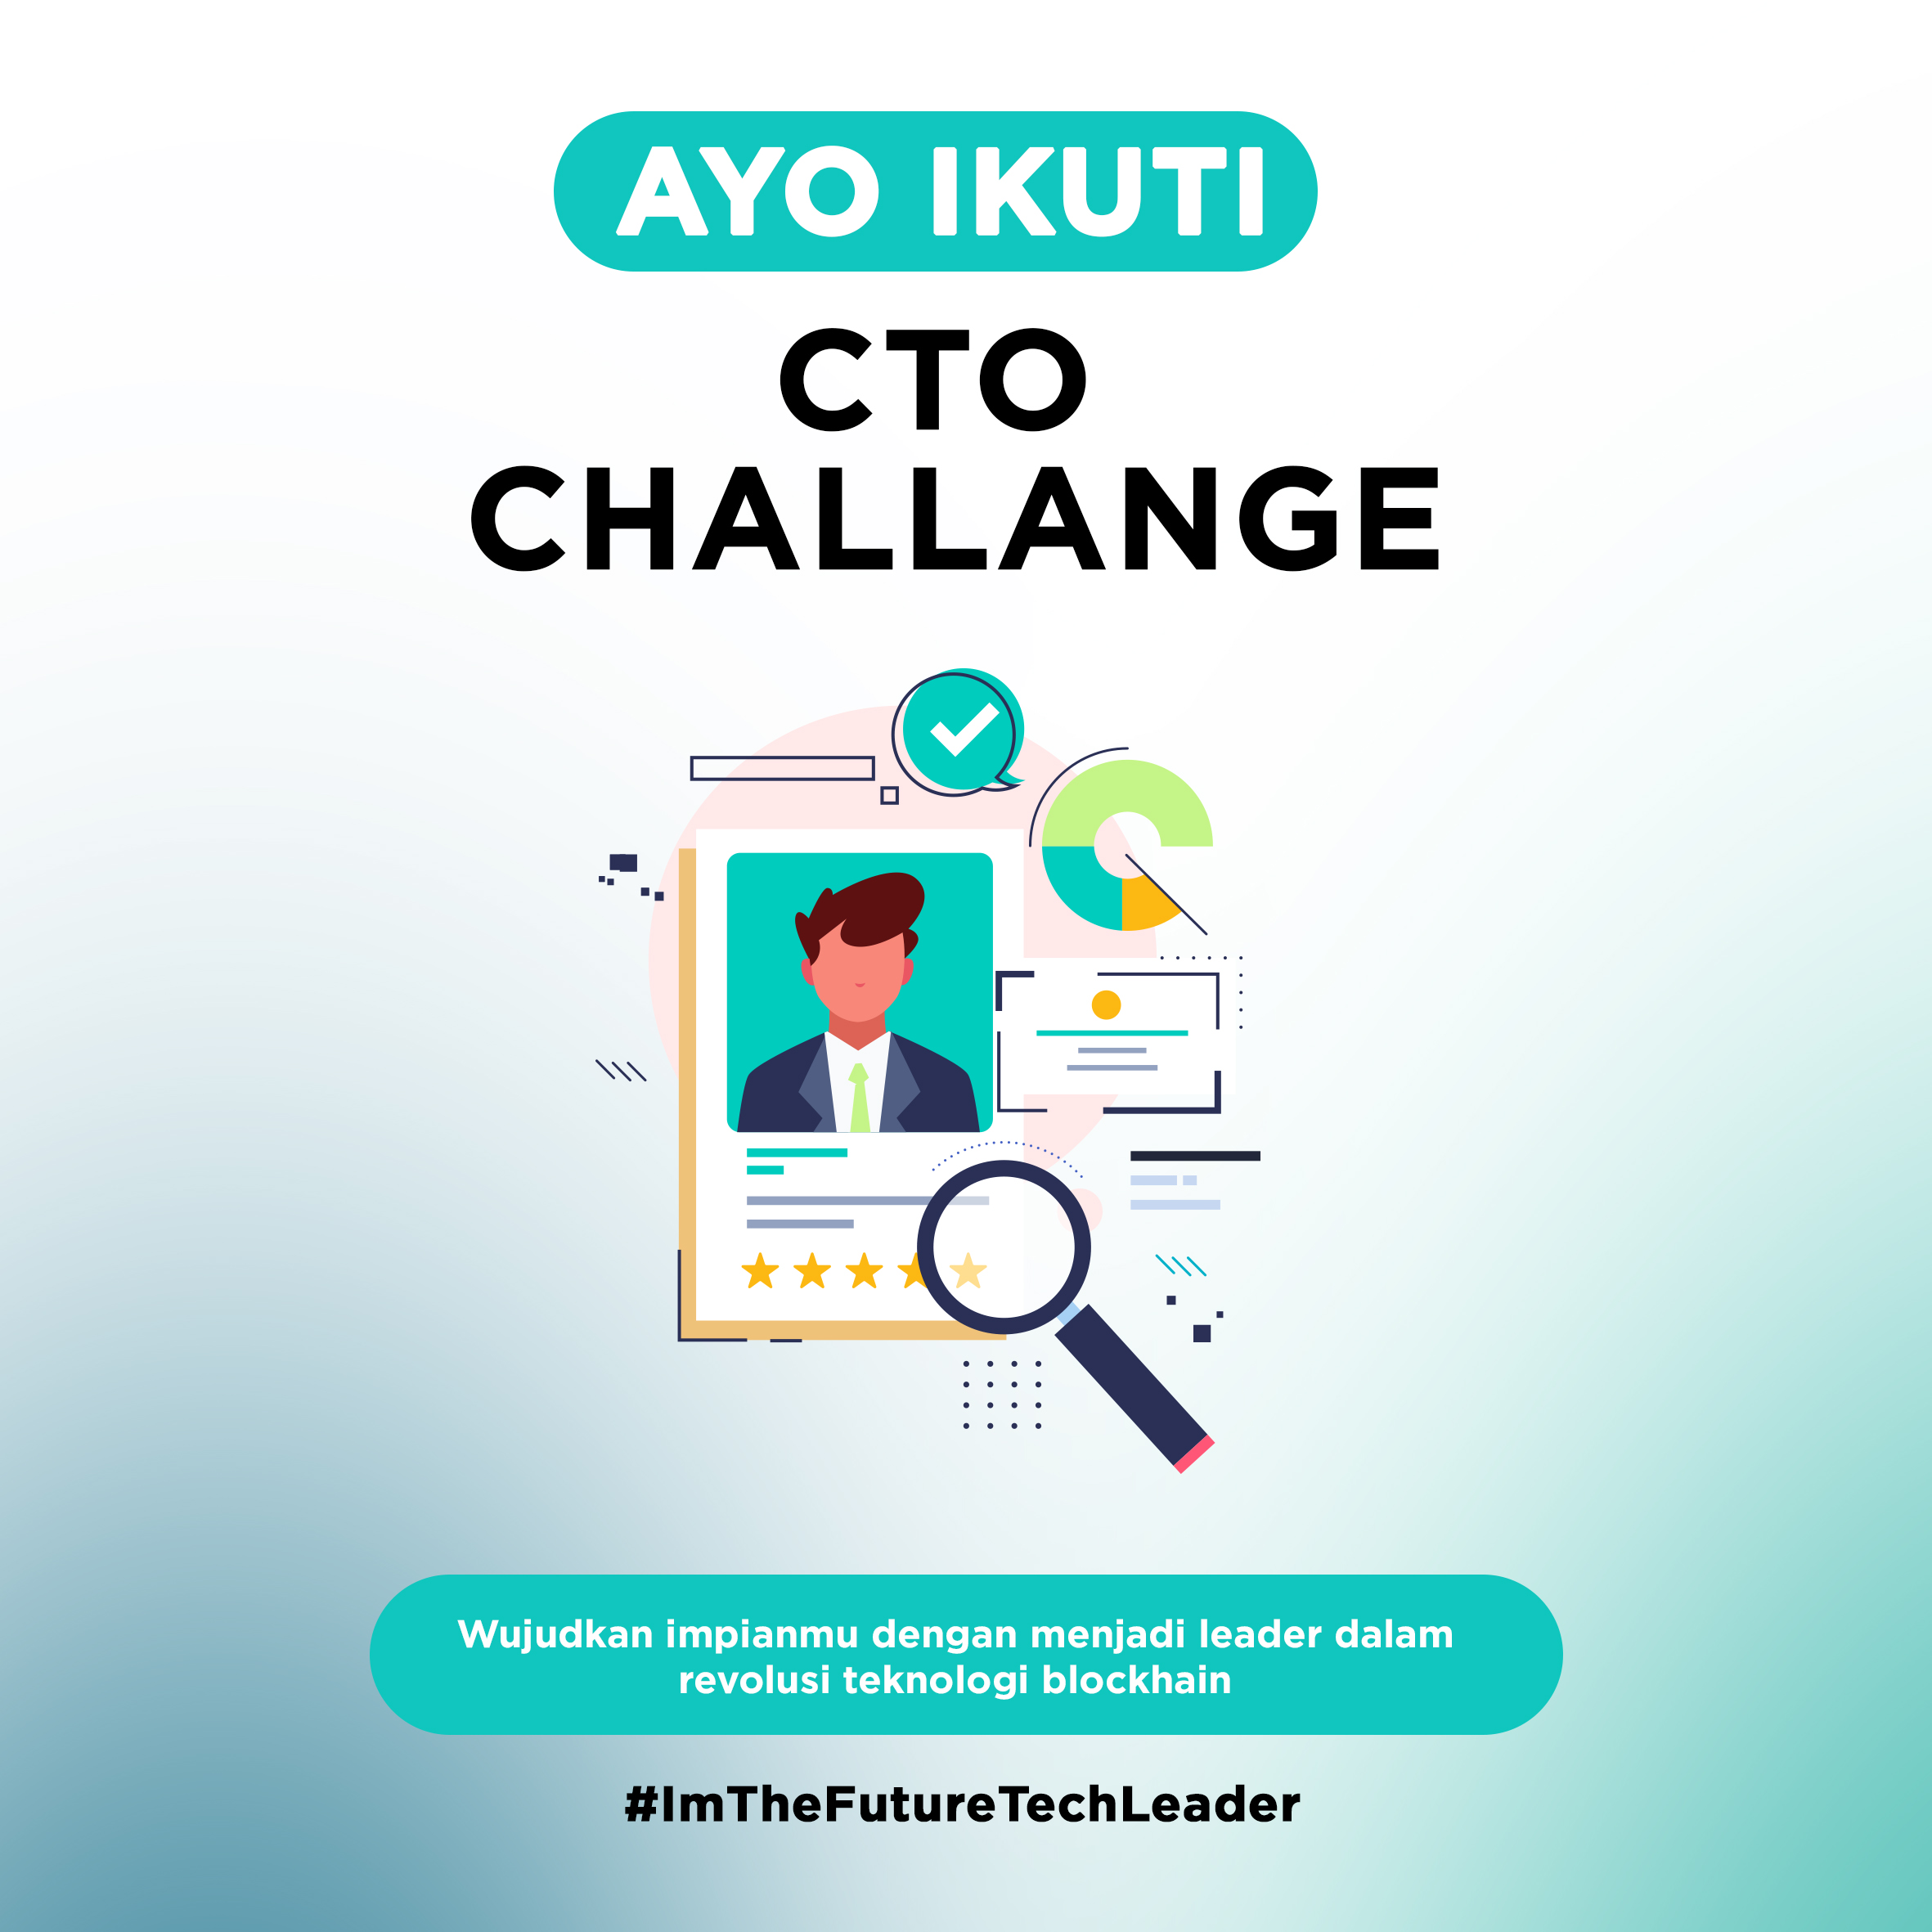 AYO IKUTI
CTO
CHALLANGE
Wujudkan impianmu dengan menjadi leader dalam
revolusi teknologi blockhain
#ImTheFutureTechLeader